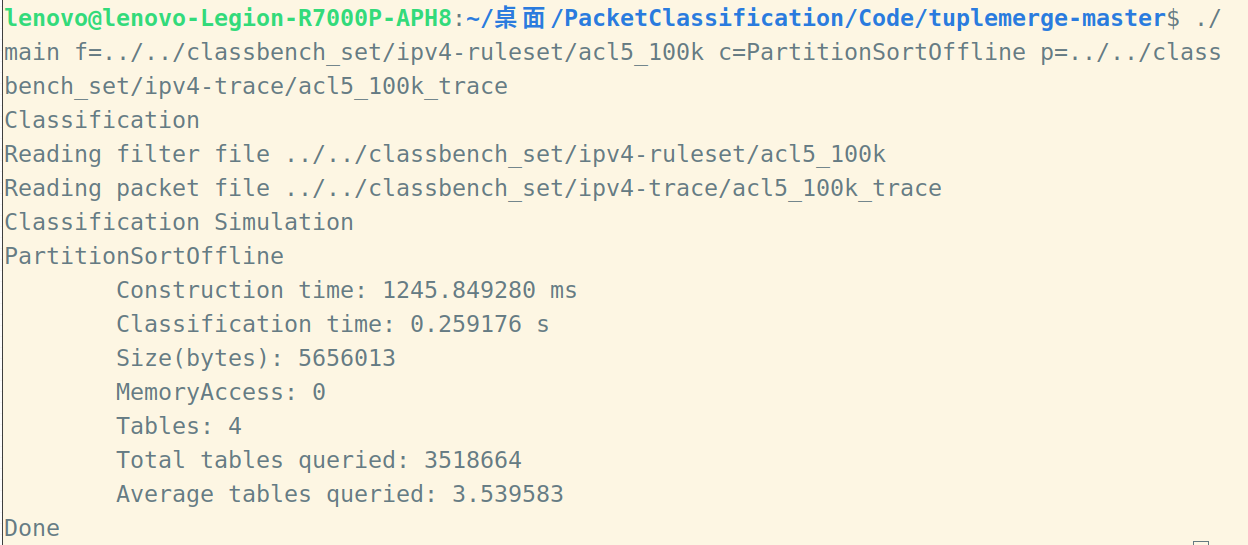 lenovo@lenovo-Legion-R7000P-APH8:~/桌面/PacketClassification/Code/tuplemerge-master$ ./
main f=../../classbench_set/ipv4-ruleset/acl5_100k c=PartitionSortOffline p=../../class
bench_set/ipv4-trace/acl5_100k_trace
Classification
Reading filter file ../../classbench_set/ipv4-ruleset/acl5_100k
Reading packet file ../../classbench_set/ipv4-trace/acl5_100k_trace
Classification Simulation
PartitionSortOffline
Construction time: 1245.849280 ms
Classification time: 0.259176 s
Size(bytes): 5656013
MemoryAccess: 0
Tables: 4
Total tables queried: 3518664
Average tables queried: 3.539583
Done